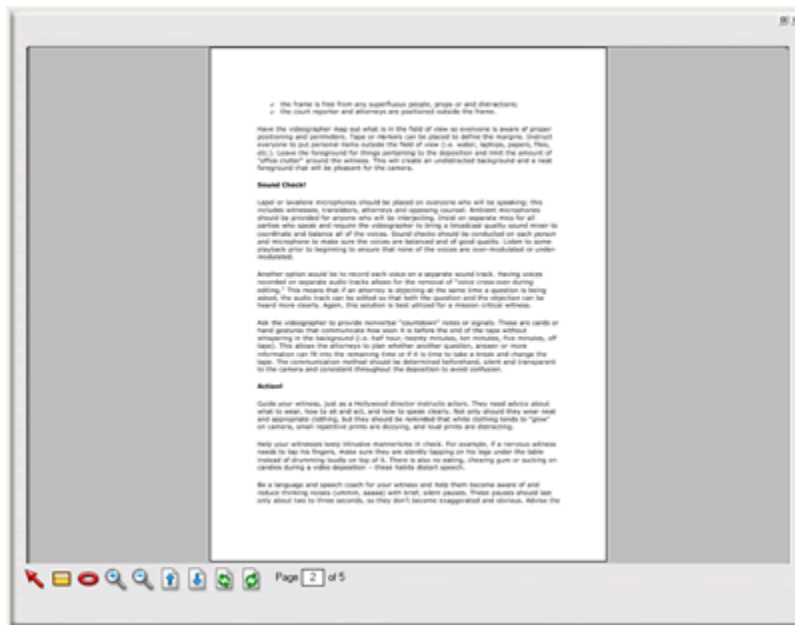 ✓ the frame is free from any superfluous people, props or and distractions;
✓ the court reporter and attorneys are positioned outside the frame.
Have the videographer map out what is in the field of view so everyone is aware of proper
positioning and perimeters. Tape or markers can be placed to define the margins. Instruct
everyone to put personal items outside the field of view (i.e. water, laptops, papers, files,
etc.). Leave the foreground for things pertaining to the deposition and limit the amount of
"office clutter" around the witness. This will create an undistracted background and a neat
foreground that will be pleasant for the camera.
Sound Check!
Lapel or lavaliere microphones should be placed on everyone who will be speaking; this
includes witnesses, translators, attorneys and opposing counsel. Ambient microphones
should be provided for anyone who will be interjecting. Insist on separate mics for all
parties who speak and require the videographer to bring a broadcast quality sound mixer to
coordinate and balance all of the voices. Sound checks should be conducted on each person
and microphone to make sure the voices are balanced and of good quality. Listen to some
playback prior to beginning to ensure that none of the voices are over-modulated or under-
modulated.
Another option would be to record each voice on a separate sound track. Having voices
recorded on separate audio tracks allows for the removal of "voice cross-over during
editing." This means that if an attorney is objecting at the same time a question is being
asked, the audio track can be edited so that both the question and the objection can be
heard more clearly. Again, this solution is best utilized for a mission critical witness.
Ask the videographer to provide nonverbal "countdown" notes or signals. These are cards or
hand gestures that communicate how soon it is before the end of the tape without
whispering in the background (i.e. half hour, twenty minutes, ten minutes, five minutes, off
tape). This allows the attorneys to plan whether another question, answer or more
information can fit into the remaining time or if it is time to take a break and change the
tape. The communication method should be determined beforehand, silent and transparent
to the camera and consistent throughout the deposition to avoid confusion.
Action!
Guide your witness, just as a Hollywood director instructs actors. They need advice about
what to wear, how to sit and act, and how to speak clearly. Not only should they wear neat
and appropriate clothing, but they should be reminded that white clothing tends to "glow"
on camera, small repetitive prints are dizzying, and loud prints are distracting.
Help your witnesses keep intrusive mannerisms in check. For example, if a nervous witness
needs to tap his fingers, make sure they are silently tapping on his legs under the table
instead of drumming loudly on top of it. There is also no eating, chewing gum or sucking on
candies during a video deposition – these habits distort speech.
Be a language and speech coach for your witness and help them become aware of and
reduce thinking noises (ummm, aaaaa) with brief, silent pauses. These pauses should last
only about two to three seconds, so they don't become exaggerated and obvious. Advise the
Page 2 of 5